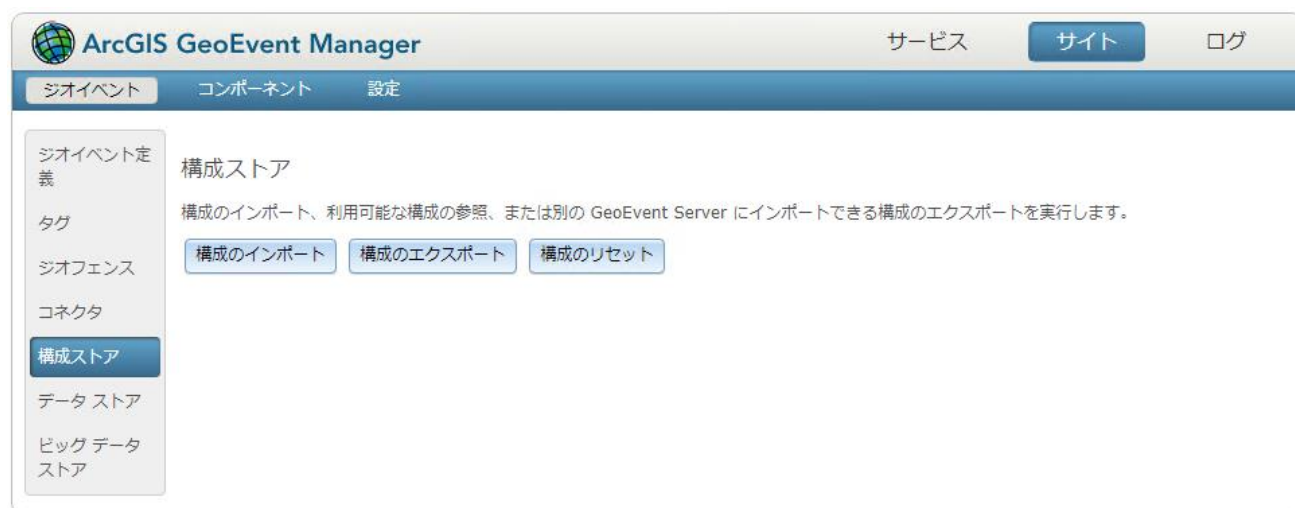 ArcGIS GeoEvent Manager
サービス
サイト
ログ
ジオイベント
コンポーネント
設定
ジオイベント定
義
タグ
ジオフェンス
コネクタ
構成ストア
データ ストア
ビッグ データ
ストア
構成ストア
構成のインポート、利用可能な構成の参照、または別の GeoEvent Server にインポートできる構成のエクスポートを実行します。
構成のインポート
構成のエクスポート
構成のリセット